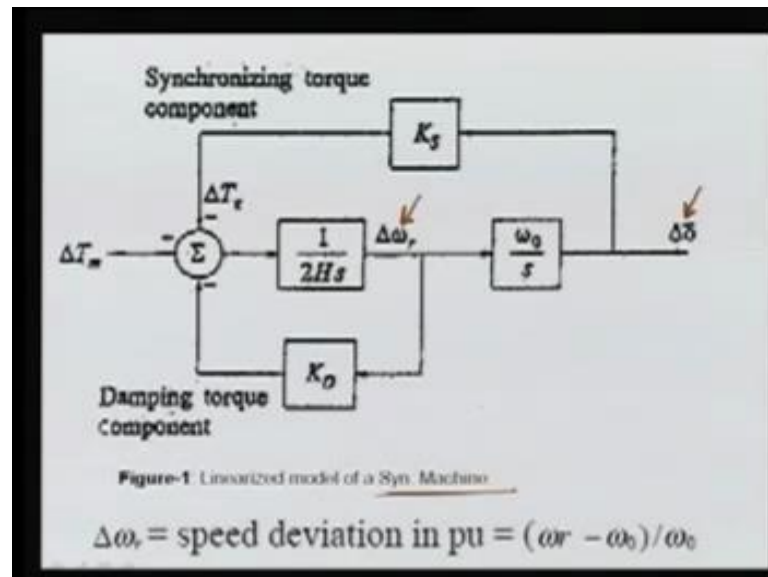 Synchronizing torque
component
K_S
ΔT_e
−
ΔT_m − Σ 1/2Hs Δω_r ω_0/s Δδ
−
K_D
Damping torque
component
Figure-1: Linearized model of a Syn. Machine
Δω_r = speed deviation in pu = (ωr − ω_0)/ω_0